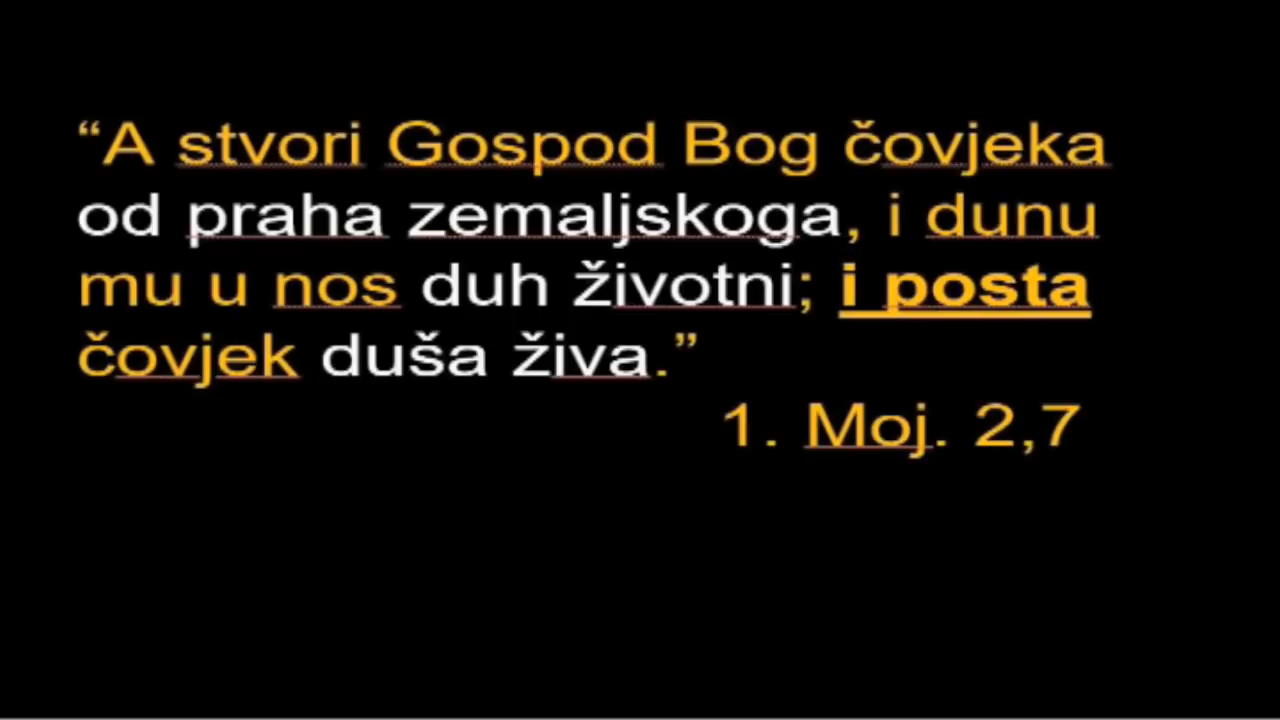 “A stvori Gospod Bog čovjeka
od praha zemaljskoga, i dunu
mu u nos duh životni; i posta
čovjek duša živa.”
1. Moj. 2,7